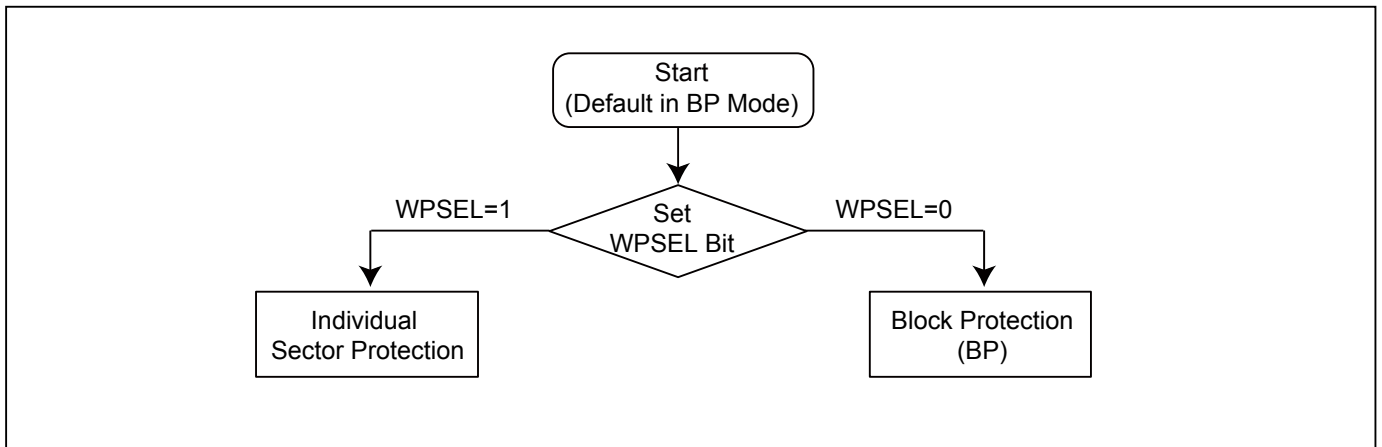 Start
(Default in BP Mode)
WPSEL=1
Set
WPSEL Bit
WPSEL=0
Individual
Sector Protection
Block Protection
(BP)